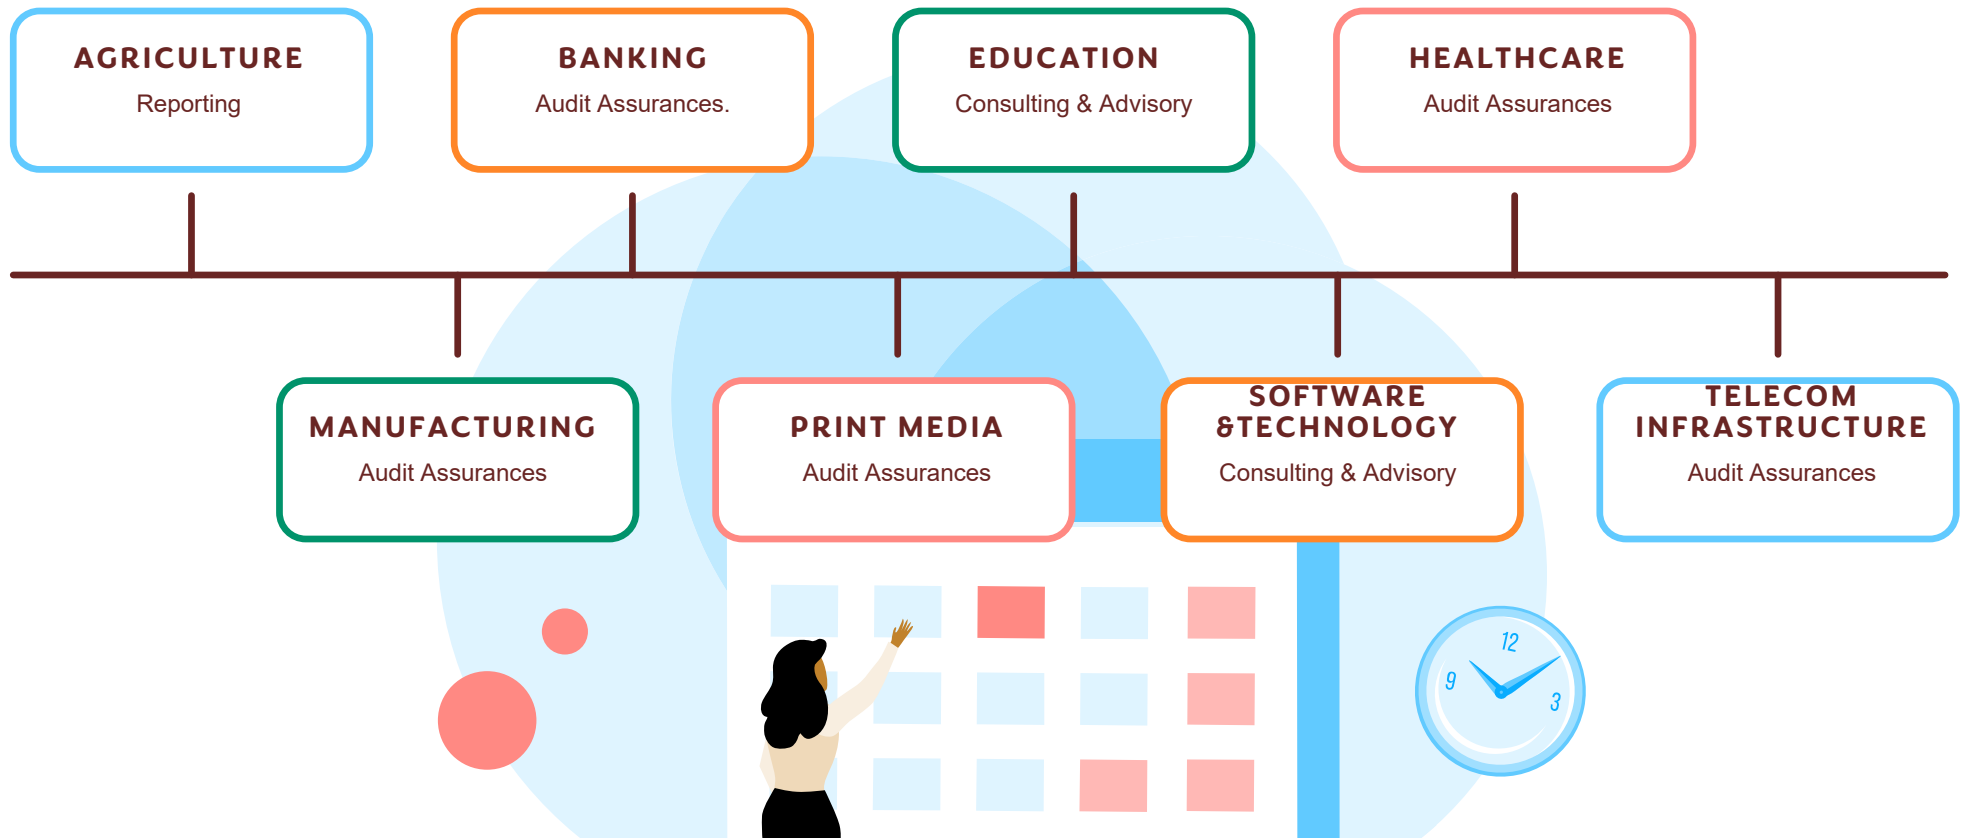 AGRICULTURE
Reporting
BANKING
Audit Assurances.
EDUCATION
Consulting & Advisory
HEALTHCARE
Audit Assurances
MANUFACTURING
Audit Assurances
PRINT MEDIA
Audit Assurances
SOFTWARE
&TECHNOLOGY
Consulting & Advisory
TELECOM
INFRASTRUCTURE
Audit Assurances
12
9
3